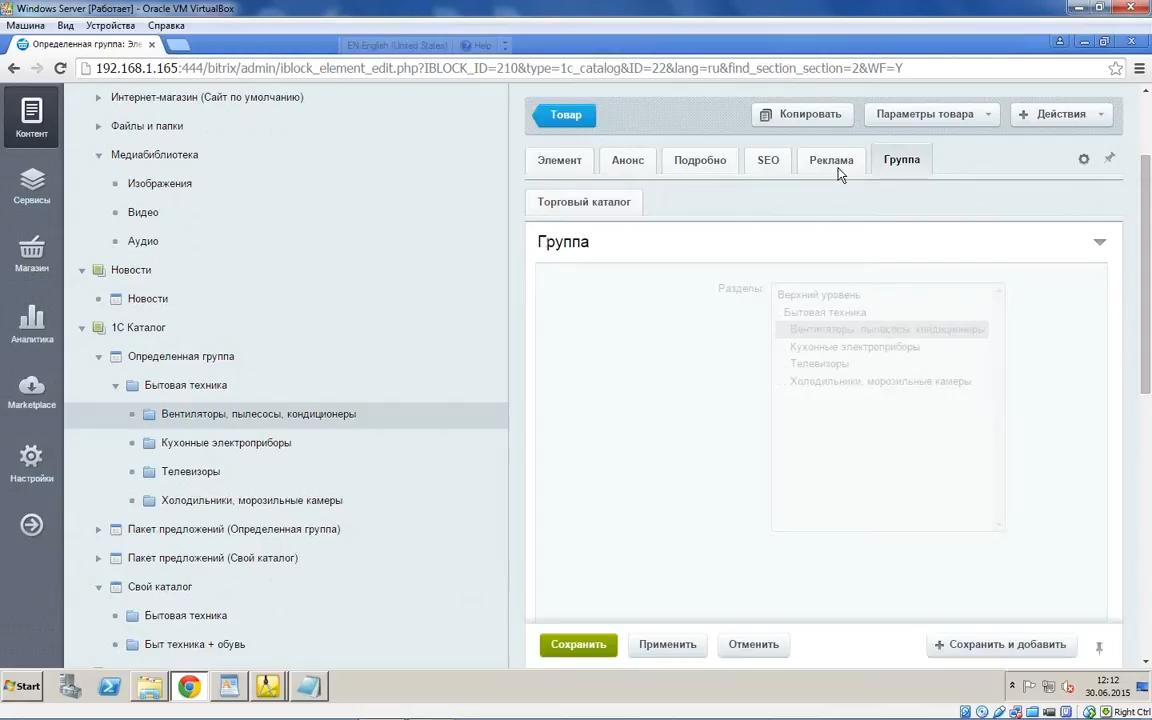 Windows Server [Работает] - Oracle VM VirtualBox
Машина Вид Устройства Справка
Определенная группа: Эле
EN English (United States) Help
192.168.1.165:444/bitrix/admin/iblock_element_edit.php?IBLOCK_ID=210&type=1c_catalog&ID=22&lang=ru&find_section_section=2&WF=Y
Контент
Сервисы
Магазин
Аналитика
Marketplace
Настройки
Интернет-магазин (Сайт по умолчанию)
Файлы и папки
Медиабиблиотека
Изображения
Видео
Аудио
Новости
Новости
1С Каталог
Определенная группа
Бытовая техника
Вентиляторы, пылесосы, кондиционеры
Кухонные электроприборы
Телевизоры
Холодильники, морозильные камеры
Пакет предложений (Определенная группа)
Пакет предложений (Свой каталог)
Свой каталог
Бытовая техника
Быт техника + обувь
Товар
Копировать
Параметры товара
Действия
Элемент Анонс Подробно SEO Реклама Группа
Торговый каталог
Группа
Разделы:
Верхний уровень
. Бытовая техника
. . Вентиляторы, пылесосы, кондиционеры
. . Кухонные электроприборы
. . Телевизоры
. . Холодильники, морозильные камеры
Сохранить Применить Отменить + Сохранить и добавить
Start
12:12
30.06.2015
Right Ctrl